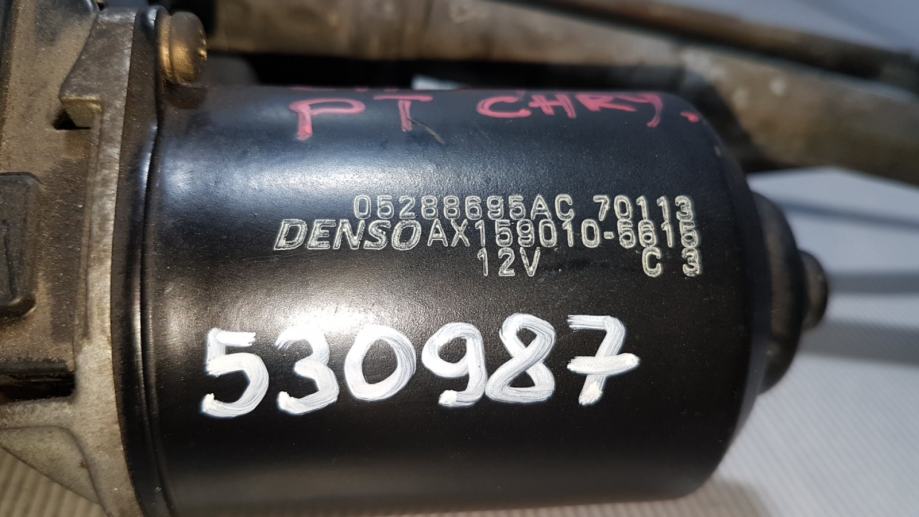 PT CHRY.
05288695AC 70113
DENSO AX159010-5615
12V C 3
530987